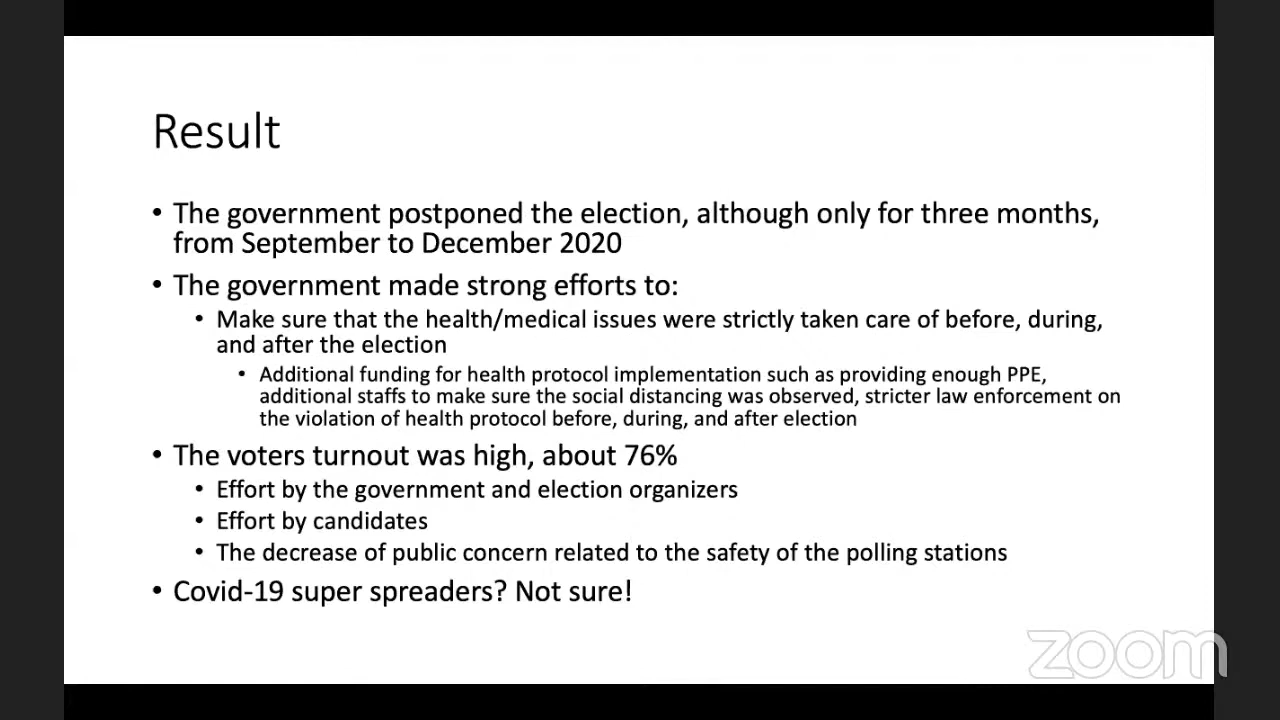 Result
• The government postponed the election, although only for three months,
from September to December 2020
• The government made strong efforts to:
• Make sure that the health/medical issues were strictly taken care of before, during,
and after the election
• Additional funding for health protocol implementation such as providing enough PPE,
additional staffs to make sure the social distancing was observed, stricter law enforcement on
the violation of health protocol before, during, and after election
• The voters turnout was high, about 76%
• Effort by the government and election organizers
• Effort by candidates
• The decrease of public concern related to the safety of the polling stations
• Covid-19 super spreaders? Not sure!
zoom